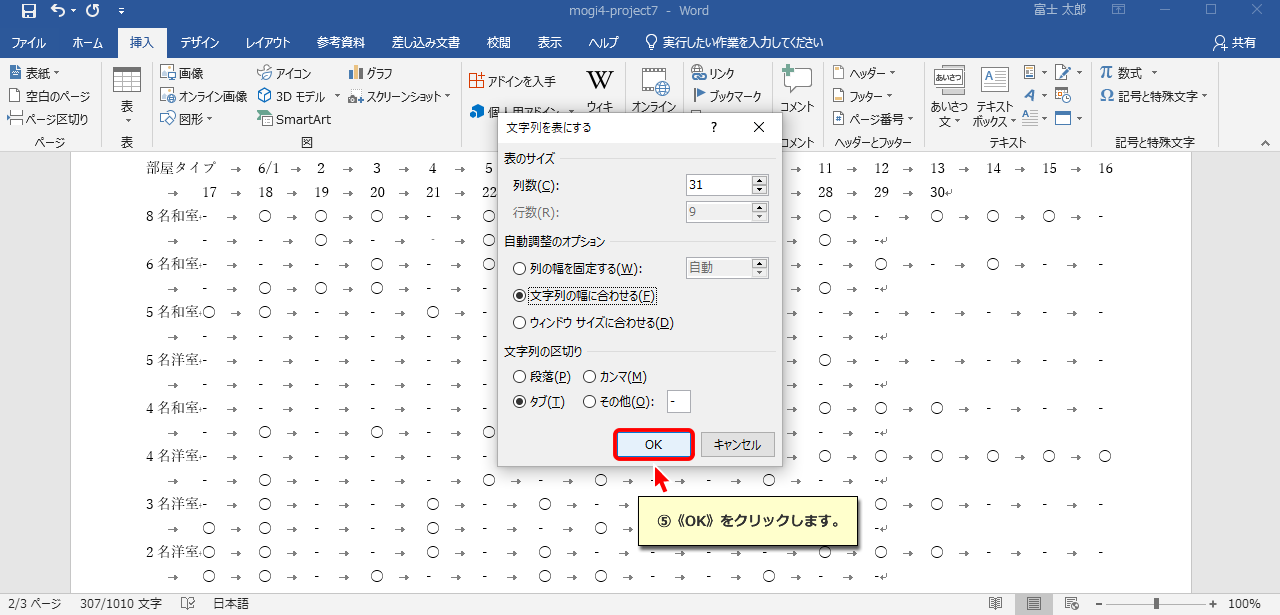 mogi4-project7 - Word
富士 太郎
ファイル ホーム 挿入 デザイン レイアウト 参考資料 差し込み文書 校閲 表示 ヘルプ 実行したい作業を入力してください 共有
表紙
空白のページ
ページ区切り
ページ
表
表
画像
オンライン画像
図形
アイコン
3D モデル
SmartArt
グラフ
スクリーンショット
図
アドインを入手
個人用アドイン
W
ウィキ
オンライン
リンク
ブックマーク
コメント
コメント
ヘッダー
フッター
ページ番号
ヘッダーとフッター
あいさつ
あいさつ文
テキストボックス
テキスト
π 数式
Ω 記号と特殊文字
記号と特殊文字
部屋タイプ → 6/1 → 2 → 3 → 4 → 5 → 11 → 12 → 13 → 14 → 15 → 16
→ 17 → 18 → 19 → 20 → 21 → 22 → 28 → 29 → 30
8 名和室
6 名和室
5 名和室
5 名洋室
4 名和室
4 名洋室
3 名洋室
2 名洋室
文字列を表にする ?
表のサイズ
列数(C): 31
行数(R): 9
自動調整のオプション
列の幅を固定する(W): 自動
文字列の幅に合わせる(F)
ウィンドウ サイズに合わせる(D)
文字列の区切り
段落(P) カンマ(M)
タブ(T) その他(O): -
OK キャンセル
⑤《OK》をクリックします。
2/3 ページ 307/1010 文字 日本語 100%